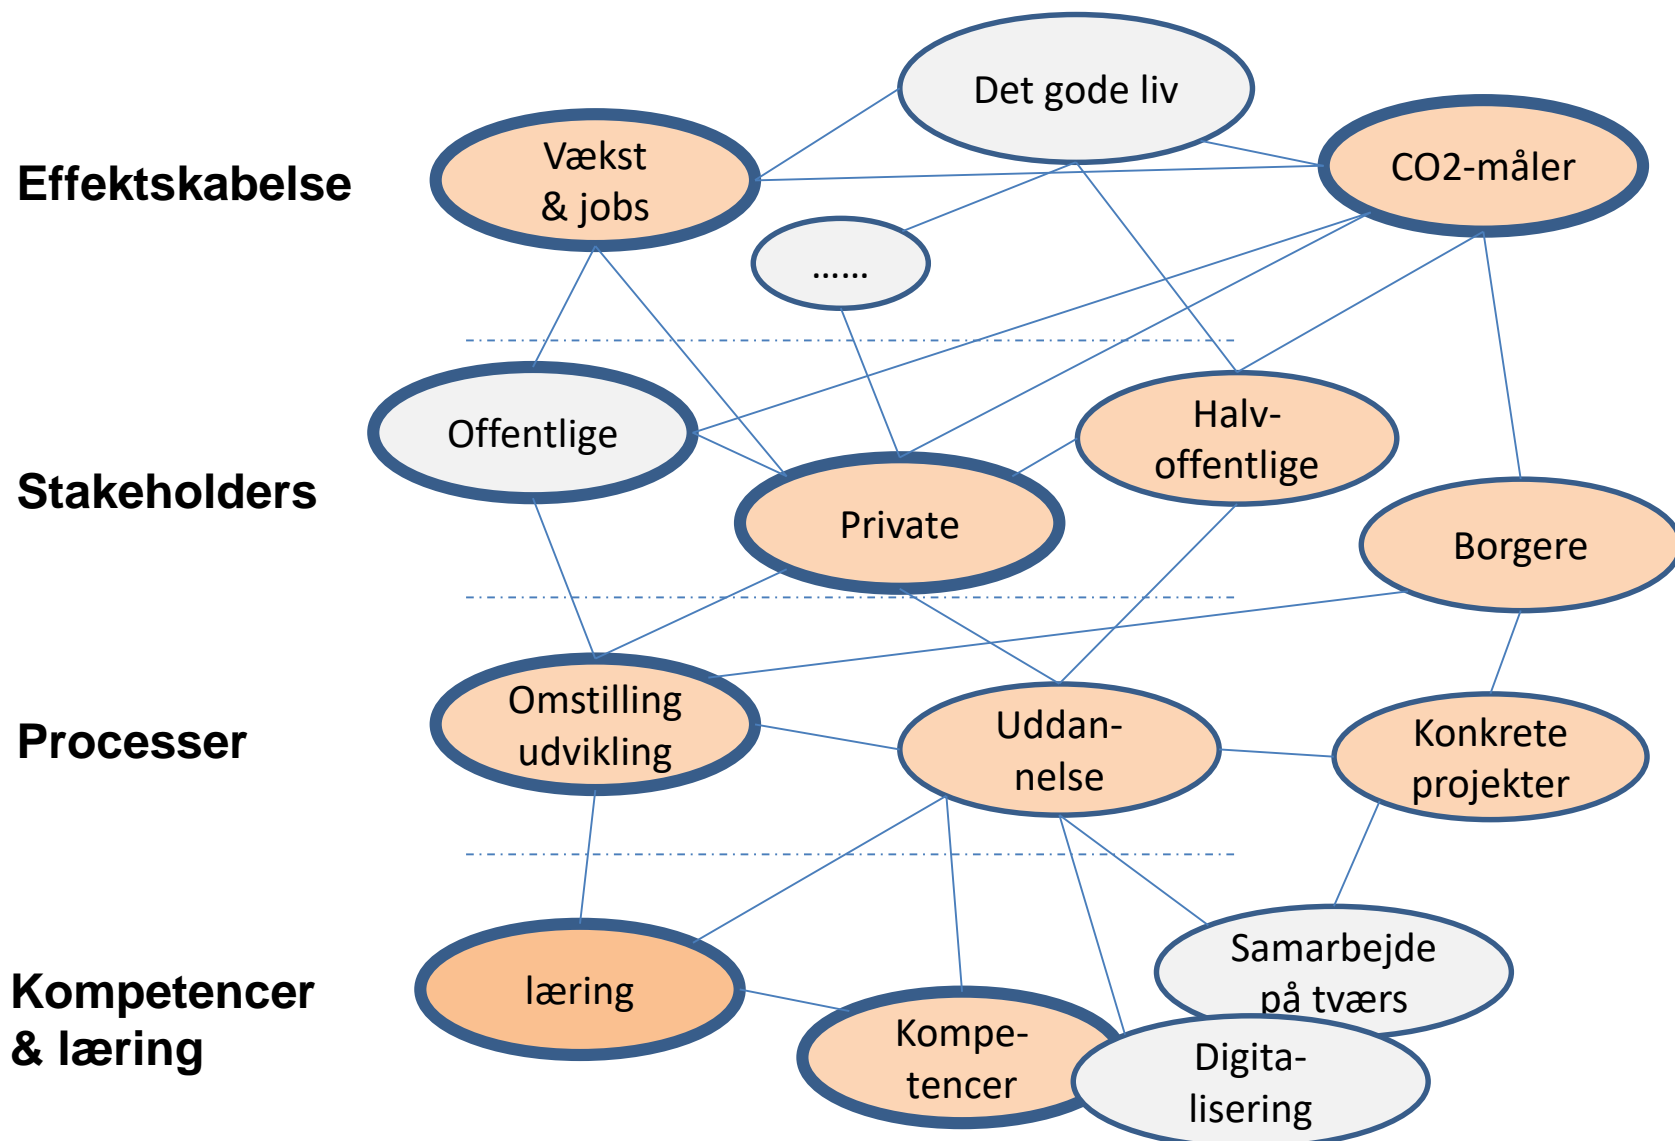 Det gode liv
Effektskabelse
Vækst
& jobs
CO2-måler
......
Stakeholders
Offentlige
Halv-
offentlige
Private
Borgere
Processer
Omstilling
udvikling
Uddan-
nelse
Konkrete
projekter
Kompetencer
& læring
læring
Kompe-
tencer
Samarbejde
på tværs
Digita-
lisering